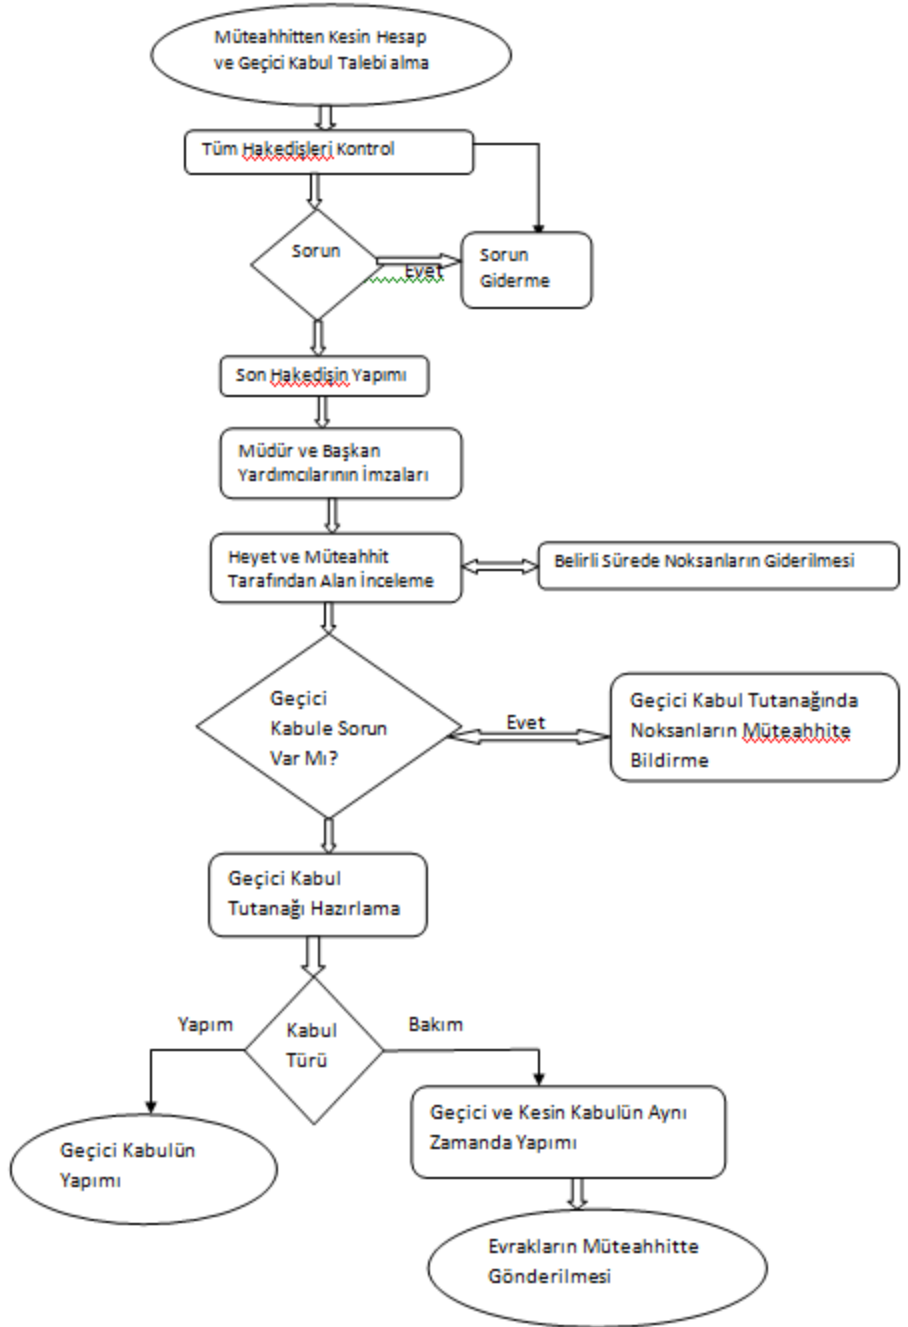 Müteahhitten Kesin Hesap
ve Geçici Kabul Talebi alma
Tüm Hakedişleri Kontrol
Sorun
Evet
Sorun
Giderme
Son Hakedişin Yapımı
Müdür ve Başkan
Yardımcılarının İmzaları
Heyet ve Müteahhit
Tarafından Alan İnceleme
Belirli Sürede Noksanların Giderilmesi
Geçici
Kabule Sorun
Var Mı?
Evet
Geçici Kabul Tutanağında
Noksanların Müteahhite
Bildirme
Geçici Kabul
Tutanağı Hazırlama
Yapım
Kabul
Türü
Bakım
Geçici Kabulün
Yapımı
Geçici ve Kesin Kabulün Aynı
Zamanda Yapımı
Evrakların Müteahhitte
Gönderilmesi